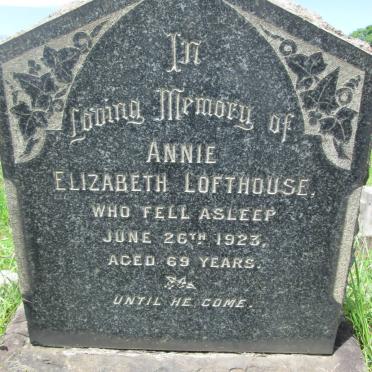 In
Loving Memory of
ANNIE
ELIZABETH LOFTHOUSE,
WHO FELL ASLEEP
JUNE 26TH 1923,
AGED 69 YEARS.
UNTIL HE COME.